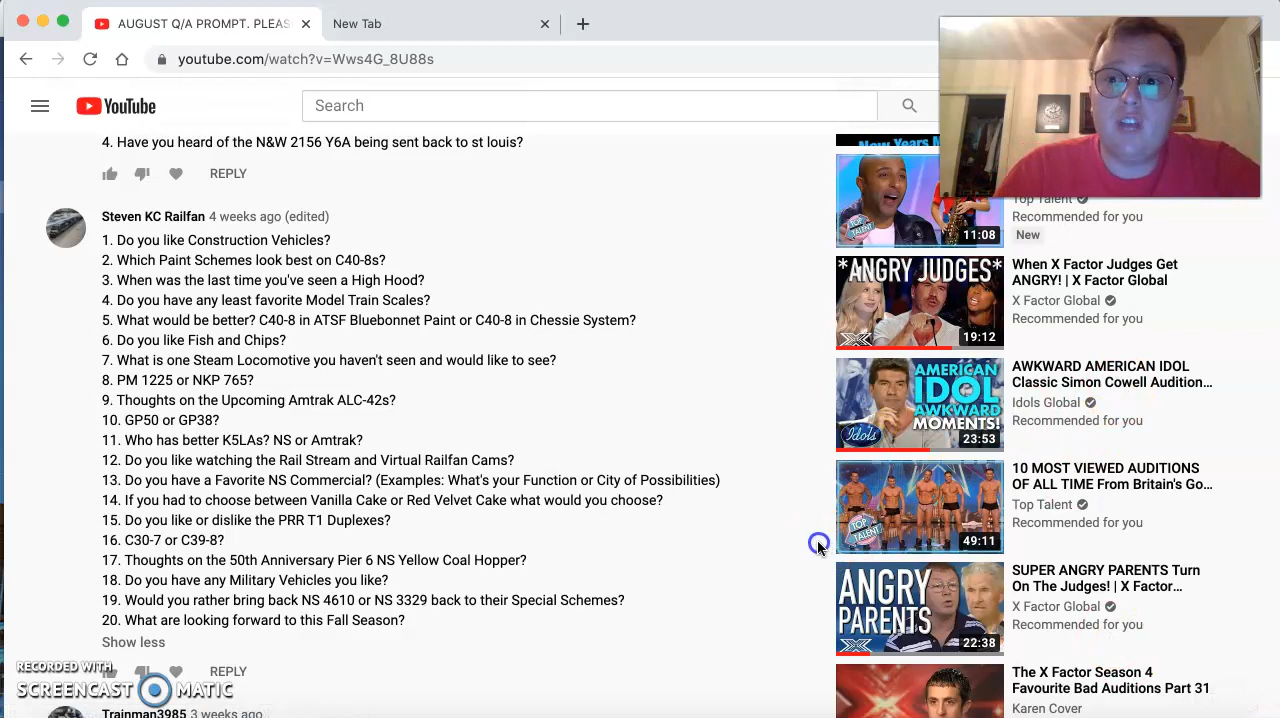 AUGUST Q/A PROMPT. PLEAS
New Tab
youtube.com/watch?v=Wws4G_8U88s
YouTube
Search
4. Have you heard of the N&W 2156 Y6A being sent back to st louis?
REPLY
Steven KC Railfan 4 weeks ago (edited)
1. Do you like Construction Vehicles?
2. Which Paint Schemes look best on C40-8s?
3. When was the last time you've seen a High Hood?
4. Do you have any least favorite Model Train Scales?
5. What would be better? C40-8 in ATSF Bluebonnet Paint or C40-8 in Chessie System?
6. Do you like Fish and Chips?
7. What is one Steam Locomotive you haven't seen and would like to see?
8. PM 1225 or NKP 765?
9. Thoughts on the Upcoming Amtrak ALC-42s?
10. GP50 or GP38?
11. Who has better K5LAs? NS or Amtrak?
12. Do you like watching the Rail Stream and Virtual Railfan Cams?
13. Do you have a Favorite NS Commercial? (Examples: What's your Function or City of Possibilities)
14. If you had to choose between Vanilla Cake or Red Velvet Cake what would you choose?
15. Do you like or dislike the PRR T1 Duplexes?
16. C30-7 or C39-8?
17. Thoughts on the 50th Anniversary Pier 6 NS Yellow Coal Hopper?
18. Do you have any Military Vehicles you like?
19. Would you rather bring back NS 4610 or NS 3329 back to their Special Schemes?
20. What are looking forward to this Fall Season?
Show less
REPLY
Trainman3985 3 weeks ago
RECORDED WITH
SCREENCAST MATIC
New Years M
TOP TALENT
11:08
Top Talent
Recommended for you
New
*ANGRY JUDGES*
19:12
When X Factor Judges Get
ANGRY! | X Factor Global
X Factor Global
Recommended for you
AMERICAN
IDOL
AWKWARD
MOMENTS!
Idols
23:53
AWKWARD AMERICAN IDOL
Classic Simon Cowell Audition...
Idols Global
Recommended for you
TOP TALENT
49:11
10 MOST VIEWED AUDITIONS
OF ALL TIME From Britain's Go...
Top Talent
Recommended for you
ANGRY
PARENTS
22:38
SUPER ANGRY PARENTS Turn
On The Judges! | X Factor...
X Factor Global
Recommended for you
The X Factor Season 4
Favourite Bad Auditions Part 31
Karen Cover